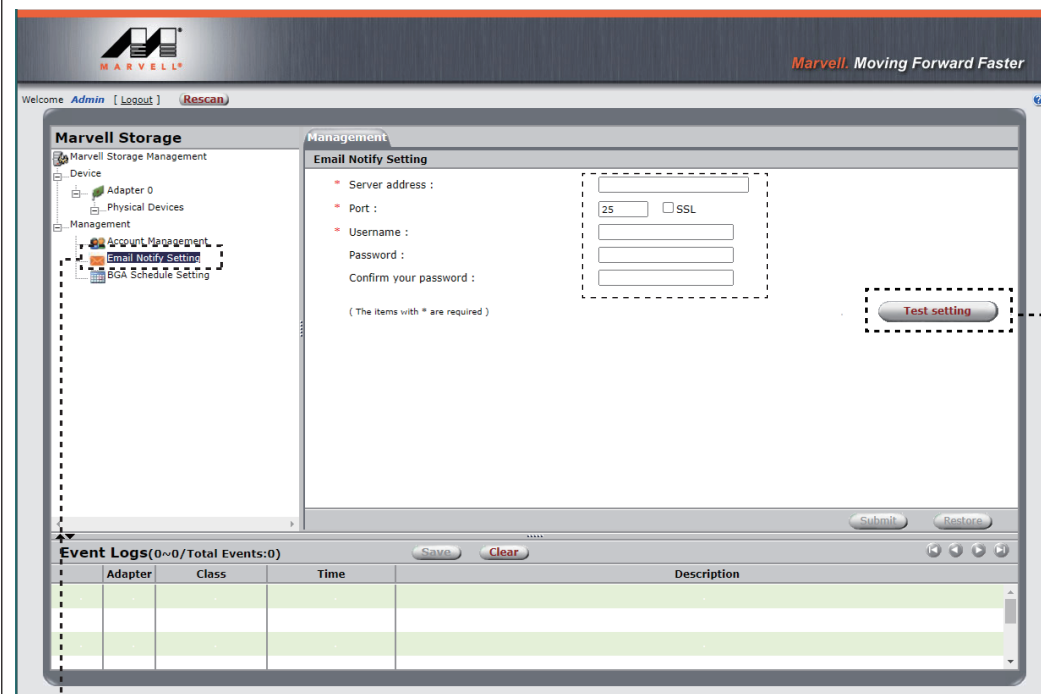 MARVELL®
Marvell. Moving Forward Faster
Welcome Admin [ Logout ] Rescan
Marvell Storage
Marvell Storage Management
Device
Adapter 0
Physical Devices
Management
Account Management
Email Notify Setting
BGA Schedule Setting
Management
Email Notify Setting
* Server address :
* Port : 25 SSL
* Username :
Password :
Confirm your password :
( The items with * are required )
Test setting
Submit Restore
Event Logs(0~0/Total Events:0) Save Clear
Adapter Class Time Description